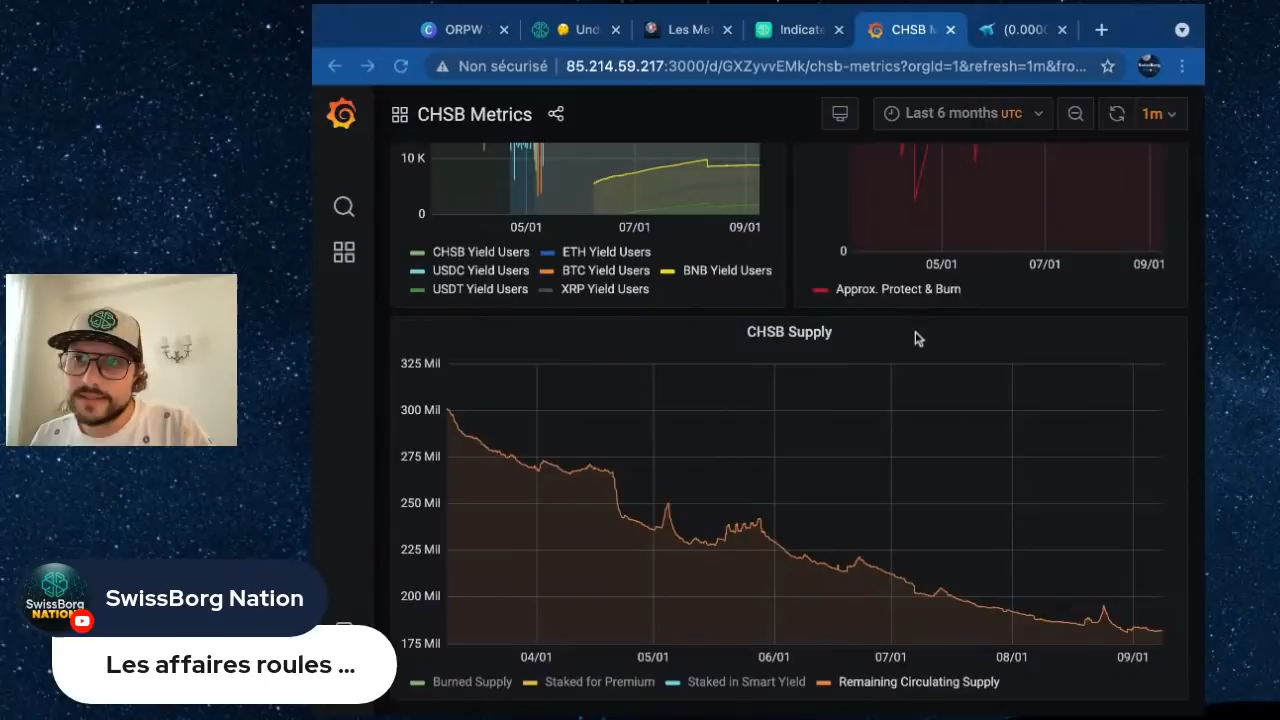 ORPW
Und
Les Met
Indicate
CHSB M
(0.000
Non sécurisé
85.214.59.217:3000/d/GXZyvvEMk/chsb-metrics?orgId=1&refresh=1m&fro...
CHSB Metrics
Last 6 months UTC
1m
10 K
0
05/01
07/01
09/01
CHSB Yield Users
ETH Yield Users
USDC Yield Users
BTC Yield Users
BNB Yield Users
USDT Yield Users
XRP Yield Users
0
05/01
07/01
09/01
Approx. Protect & Burn
CHSB Supply
325 Mil
300 Mil
275 Mil
250 Mil
225 Mil
200 Mil
175 Mil
04/01
05/01
06/01
07/01
08/01
09/01
Burned Supply
Staked for Premium
Staked in Smart Yield
Remaining Circulating Supply
SwissBorg
NATION
SwissBorg Nation
Les affaires roules ...